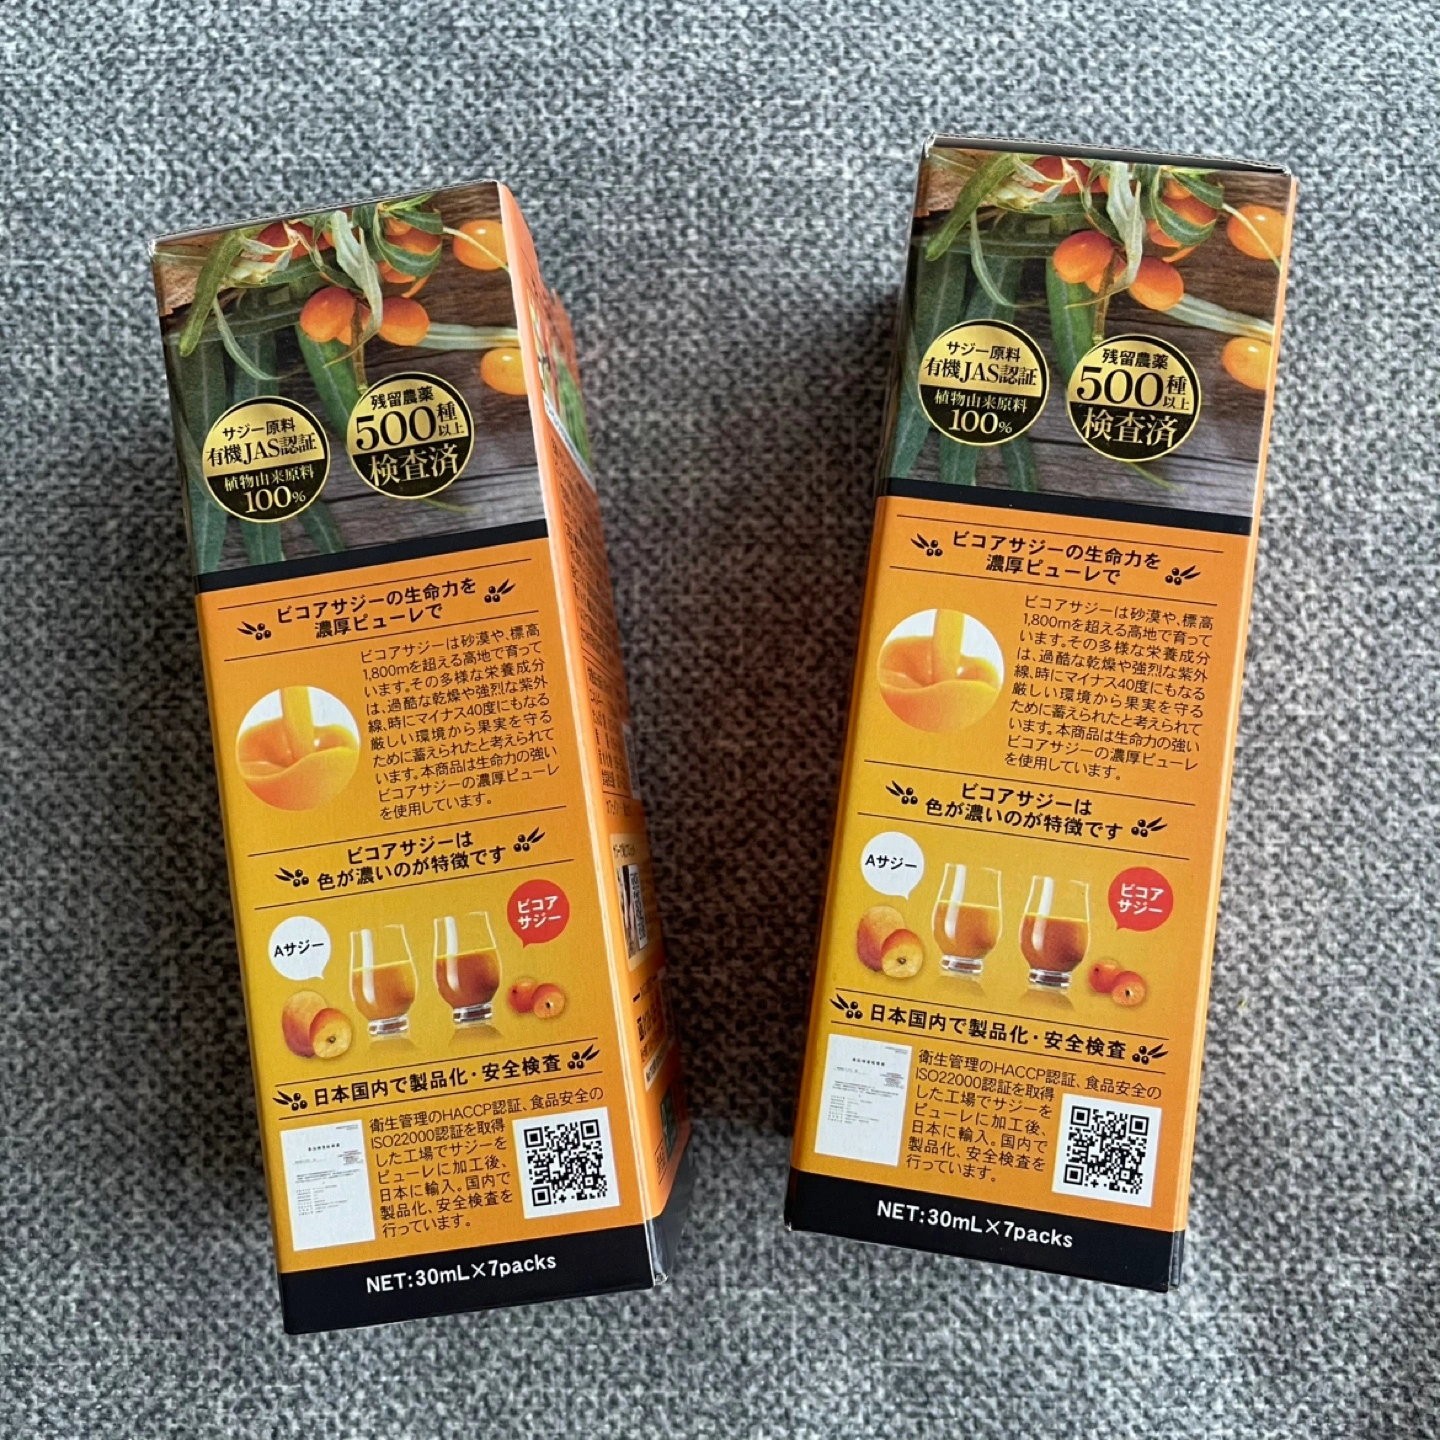 サジー原料
有機JAS認証
植物由来原料
100%
残留農薬
500種
以上
検査済
ビコアサジーの生命力を
濃厚ピューレで
ビコアサジーは砂漠や、標高
1,800mを超える高地で育って
います。その多様な栄養成分
は、過酷な乾燥や強烈な紫外
線、時にマイナス40度にもなる
厳しい環境から果実を守る
ために蓄えられたと考えられて
います。本商品は生命力の強い
ビコアサジーの濃厚ピューレ
を使用しています。
ビコアサジーは
色が濃いのが特徴です
Aサジー
ビコア
サジー
日本国内で製品化・安全検査
衛生管理のHACCP認証、食品安全の
ISO22000認証を取得
した工場でサジーを
ピューレに加工後、
日本に輸入。国内で
製品化、安全検査を
行っています。
NET:30mL×7packs
サジー原料
有機JAS認証
植物由来原料
100%
残留農薬
500種
以上
検査済
ビコアサジーの生命力を
濃厚ピューレで
ビコアサジーは砂漠や、標高
1,800mを超える高地で育って
います。その多様な栄養成分
は、過酷な乾燥や強烈な紫外
線、時にマイナス40度にもなる
厳しい環境から果実を守る
ために蓄えられたと考えられて
います。本商品は生命力の強い
ビコアサジーの濃厚ピューレ
を使用しています。
ビコアサジーは
色が濃いのが特徴です
Aサジー
ビコア
サジー
日本国内で製品化・安全検査
衛生管理のHACCP認証、食品安全の
ISO22000認証を取得
した工場でサジーを
ピューレに加工後、
日本に輸入。国内で
製品化、安全検査を
行っています。
NET:30mL×7packs